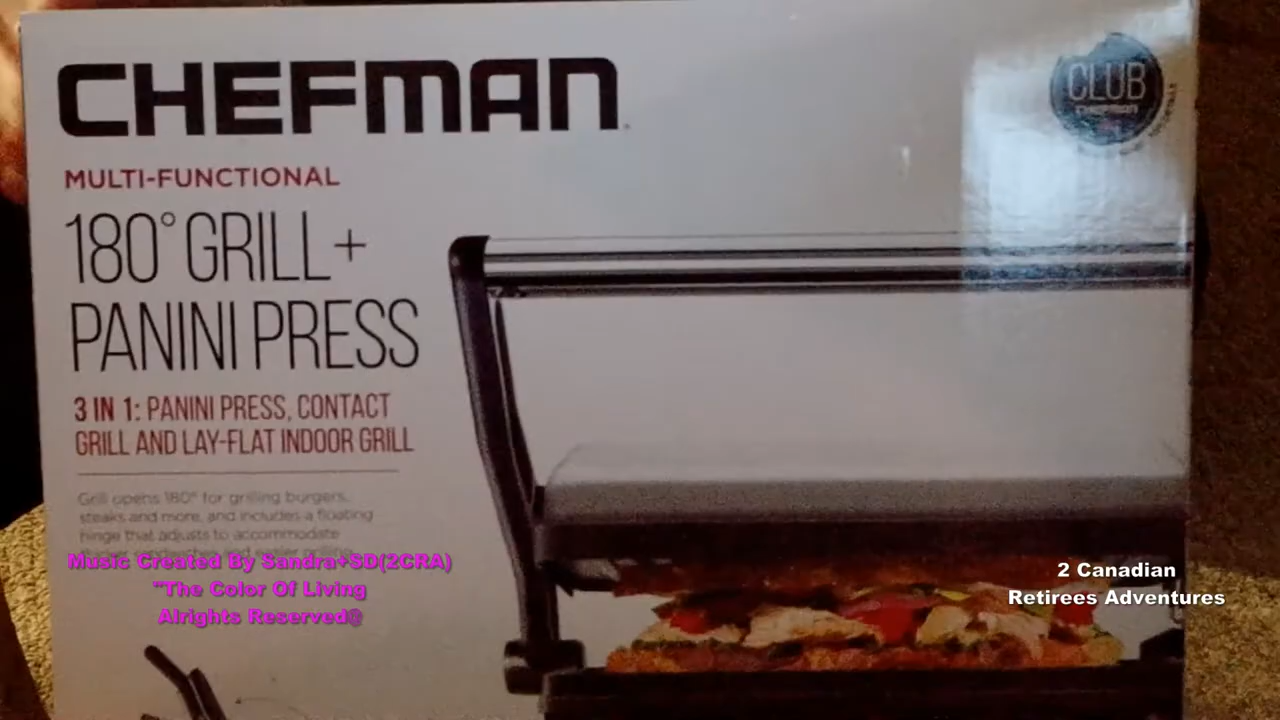 CHEFMAN
CLUB
CHEFMAN
MULTI-FUNCTIONAL
180° GRILL +
PANINI PRESS
3 IN 1: PANINI PRESS, CONTACT
GRILL AND LAY-FLAT INDOOR GRILL
Grill opens 180° for grilling burgers,
steaks and more, and includes a floating
hinge that adjusts to accommodate
Music Created By Sandra+SD(2CRA)
"The Color Of Living
Alrights Reserved@
2 Canadian
Retirees Adventures